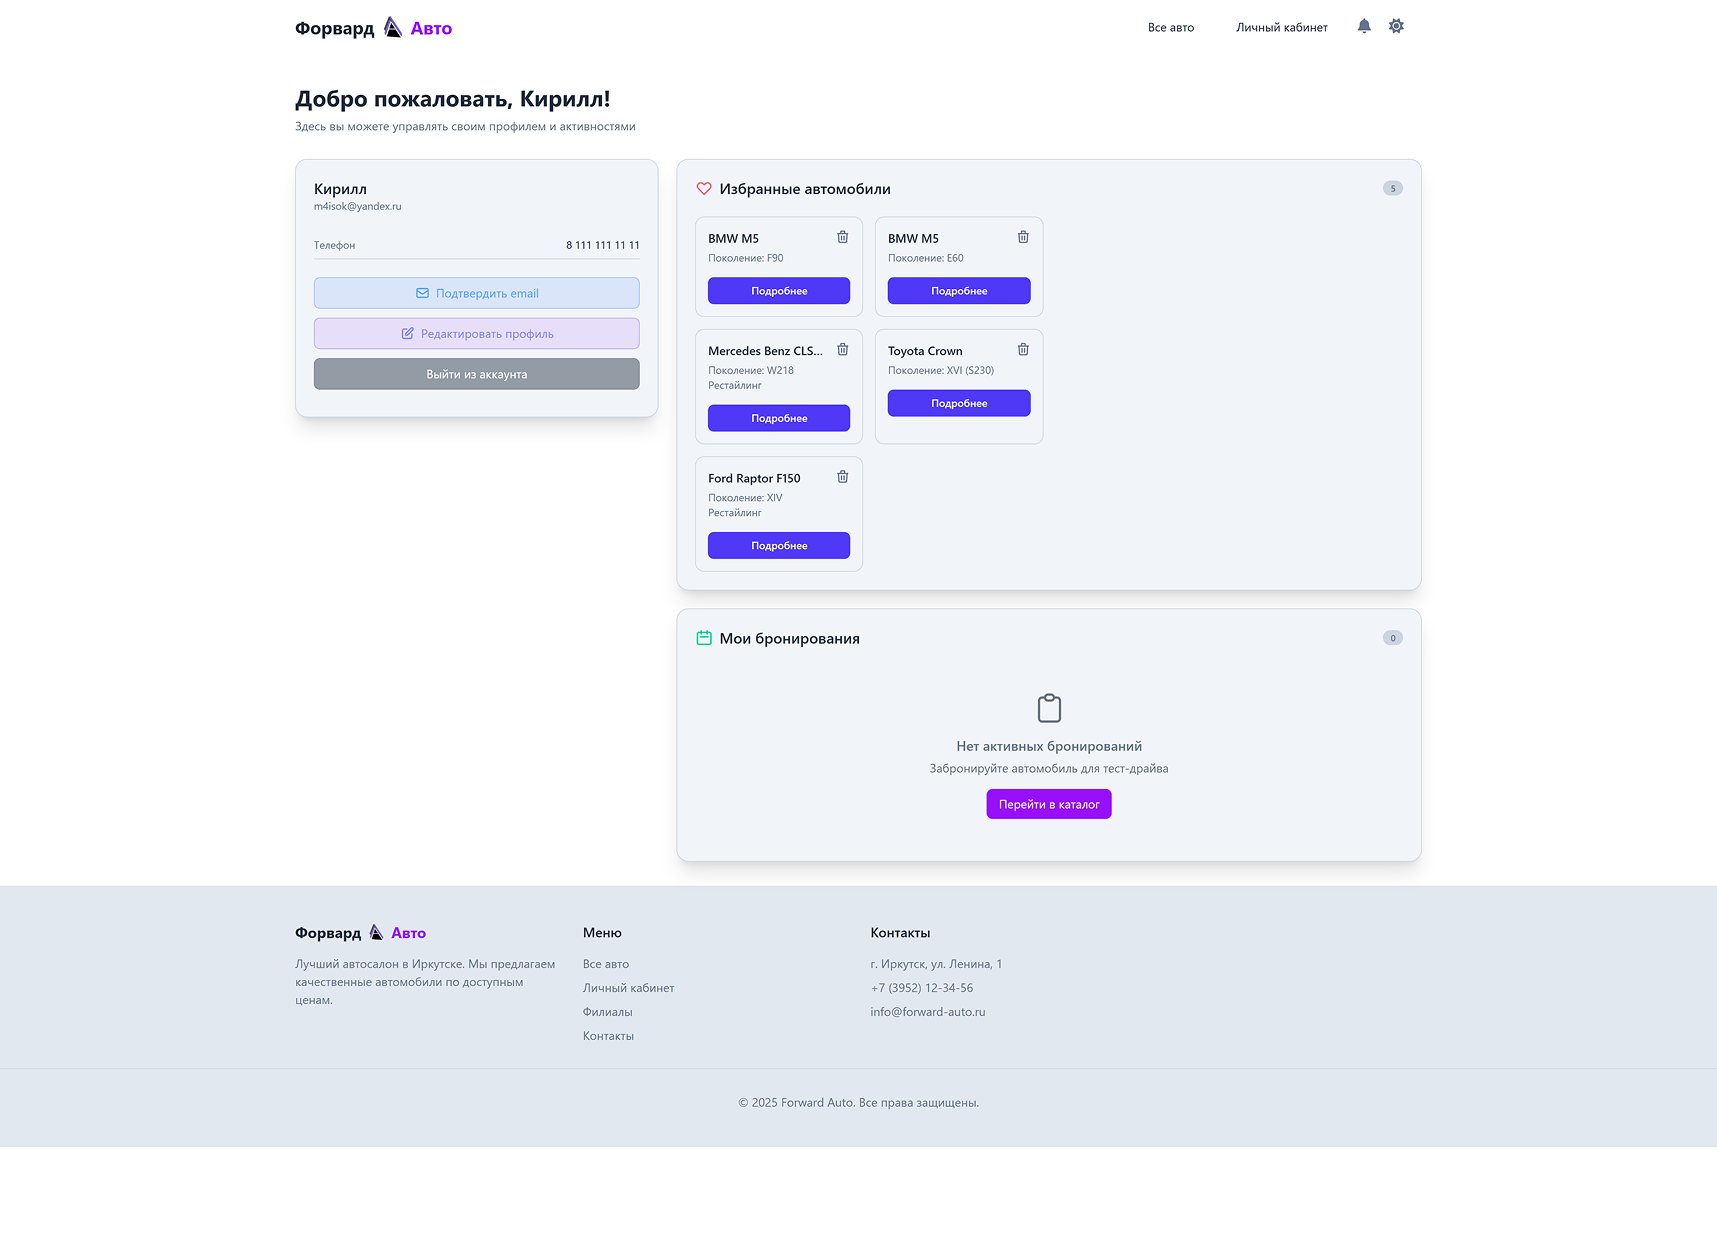 Форвард Авто
Все авто
Личный кабинет
Добро пожаловать, Кирилл!
Здесь вы можете управлять своим профилем и активностями
Кирилл
m4isok@yandex.ru
Телефон 8 111 111 11 11
Подтвердить email
Редактировать профиль
Выйти из аккаунта
Избранные автомобили 5
BMW M5
Поколение: F90
Подробнее
BMW M5
Поколение: E60
Подробнее
Mercedes Benz CLS...
Поколение: W218
Рестайлинг
Подробнее
Toyota Crown
Поколение: XVI (S230)
Подробнее
Ford Raptor F150
Поколение: XIV
Рестайлинг
Подробнее
Мои бронирования 0
Нет активных бронирований
Забронируйте автомобиль для тест-драйва
Перейти в каталог
Форвард Авто
Лучший автосалон в Иркутске. Мы предлагаем
качественные автомобили по доступным
ценам.
Меню
Все авто
Личный кабинет
Филиалы
Контакты
Контакты
г. Иркутск, ул. Ленина, 1
+7 (3952) 12-34-56
info@forward-auto.ru
© 2025 Forward Auto. Все права защищены.